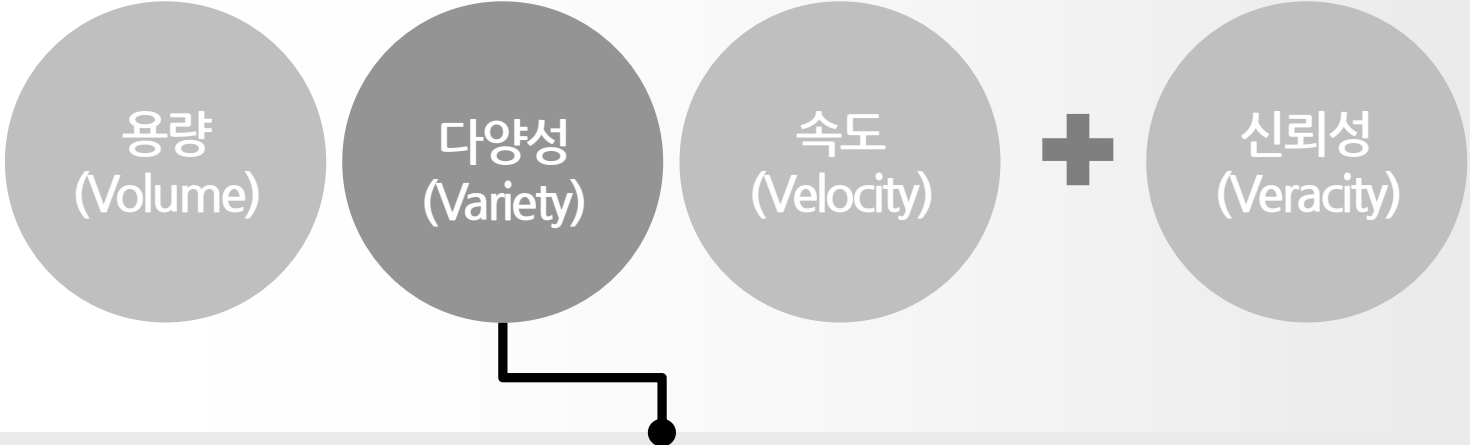 용량
(Volume)
다양성
(Variety)
속도
(Velocity)
신뢰성
(Veracity)